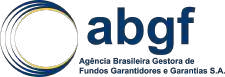 abgf
Agência Brasileira Gestora de
Fundos Garantidores e Garantias S.A.